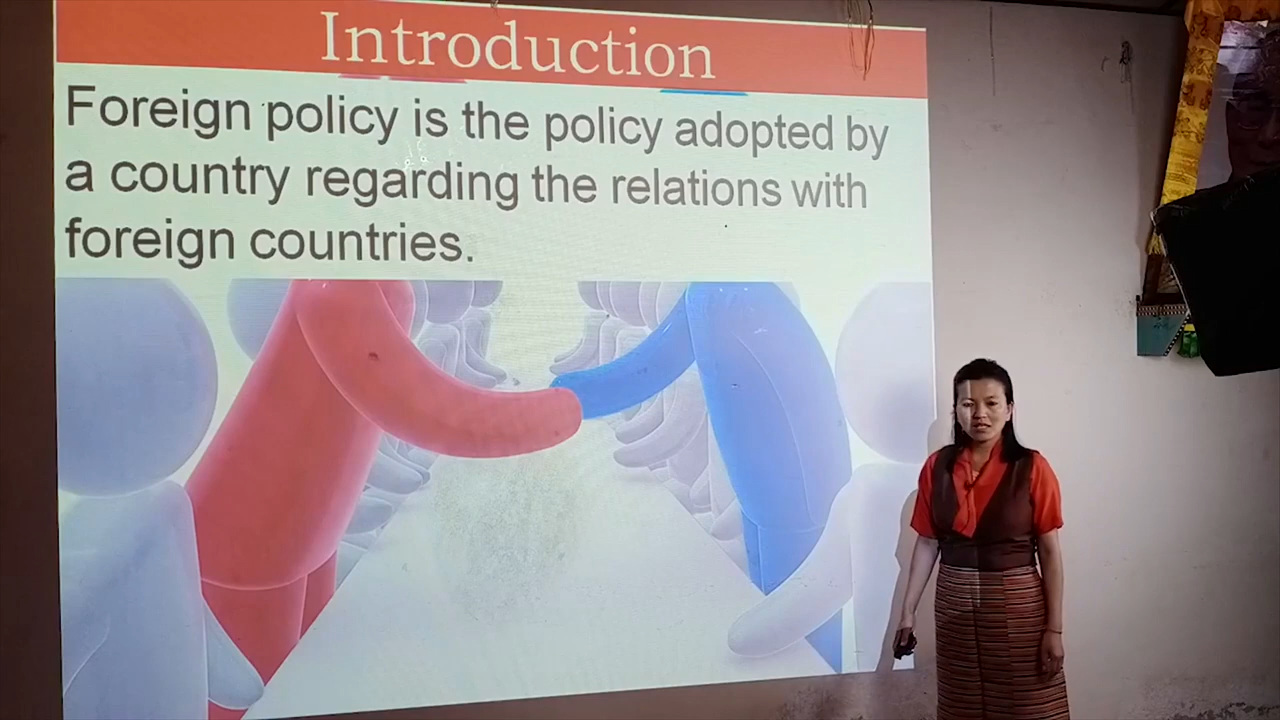 Introduction
Foreign policy is the policy adopted by
a country regarding the relations with
foreign countries.